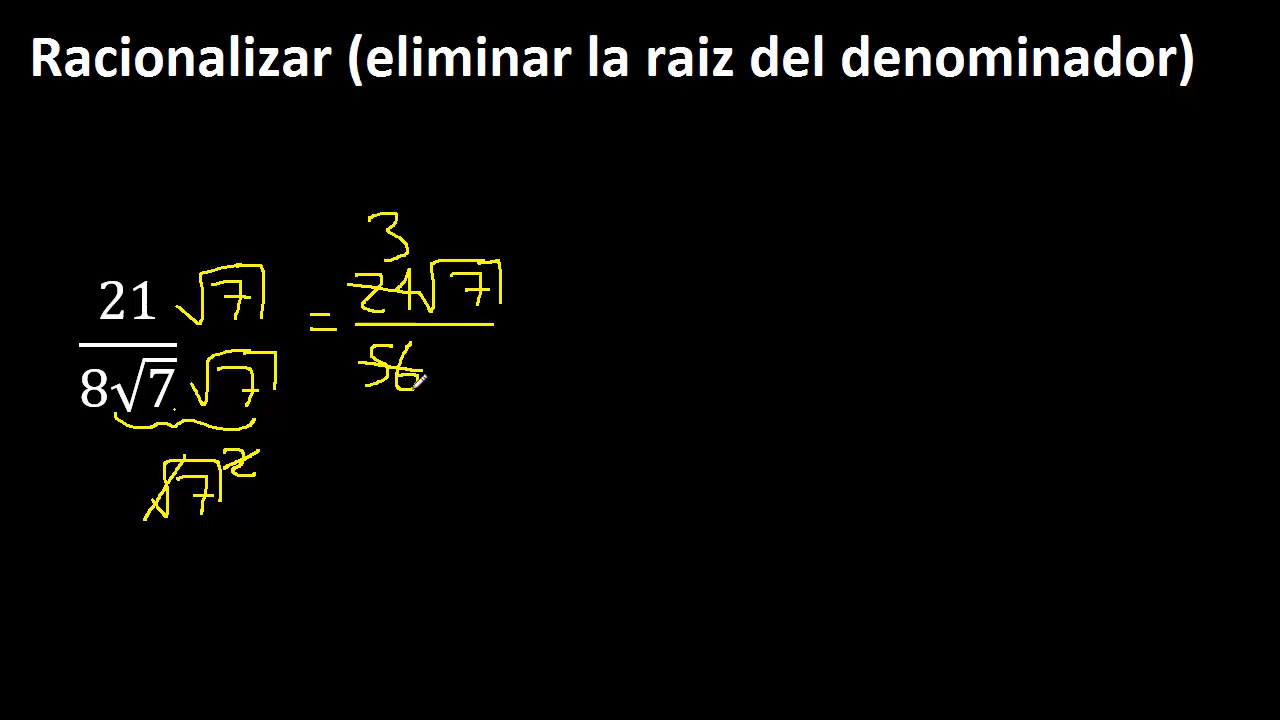 Racionalizar (eliminar la raiz del denominador)
3
21 √7 = 21√7
8√7 √7 56
√7²